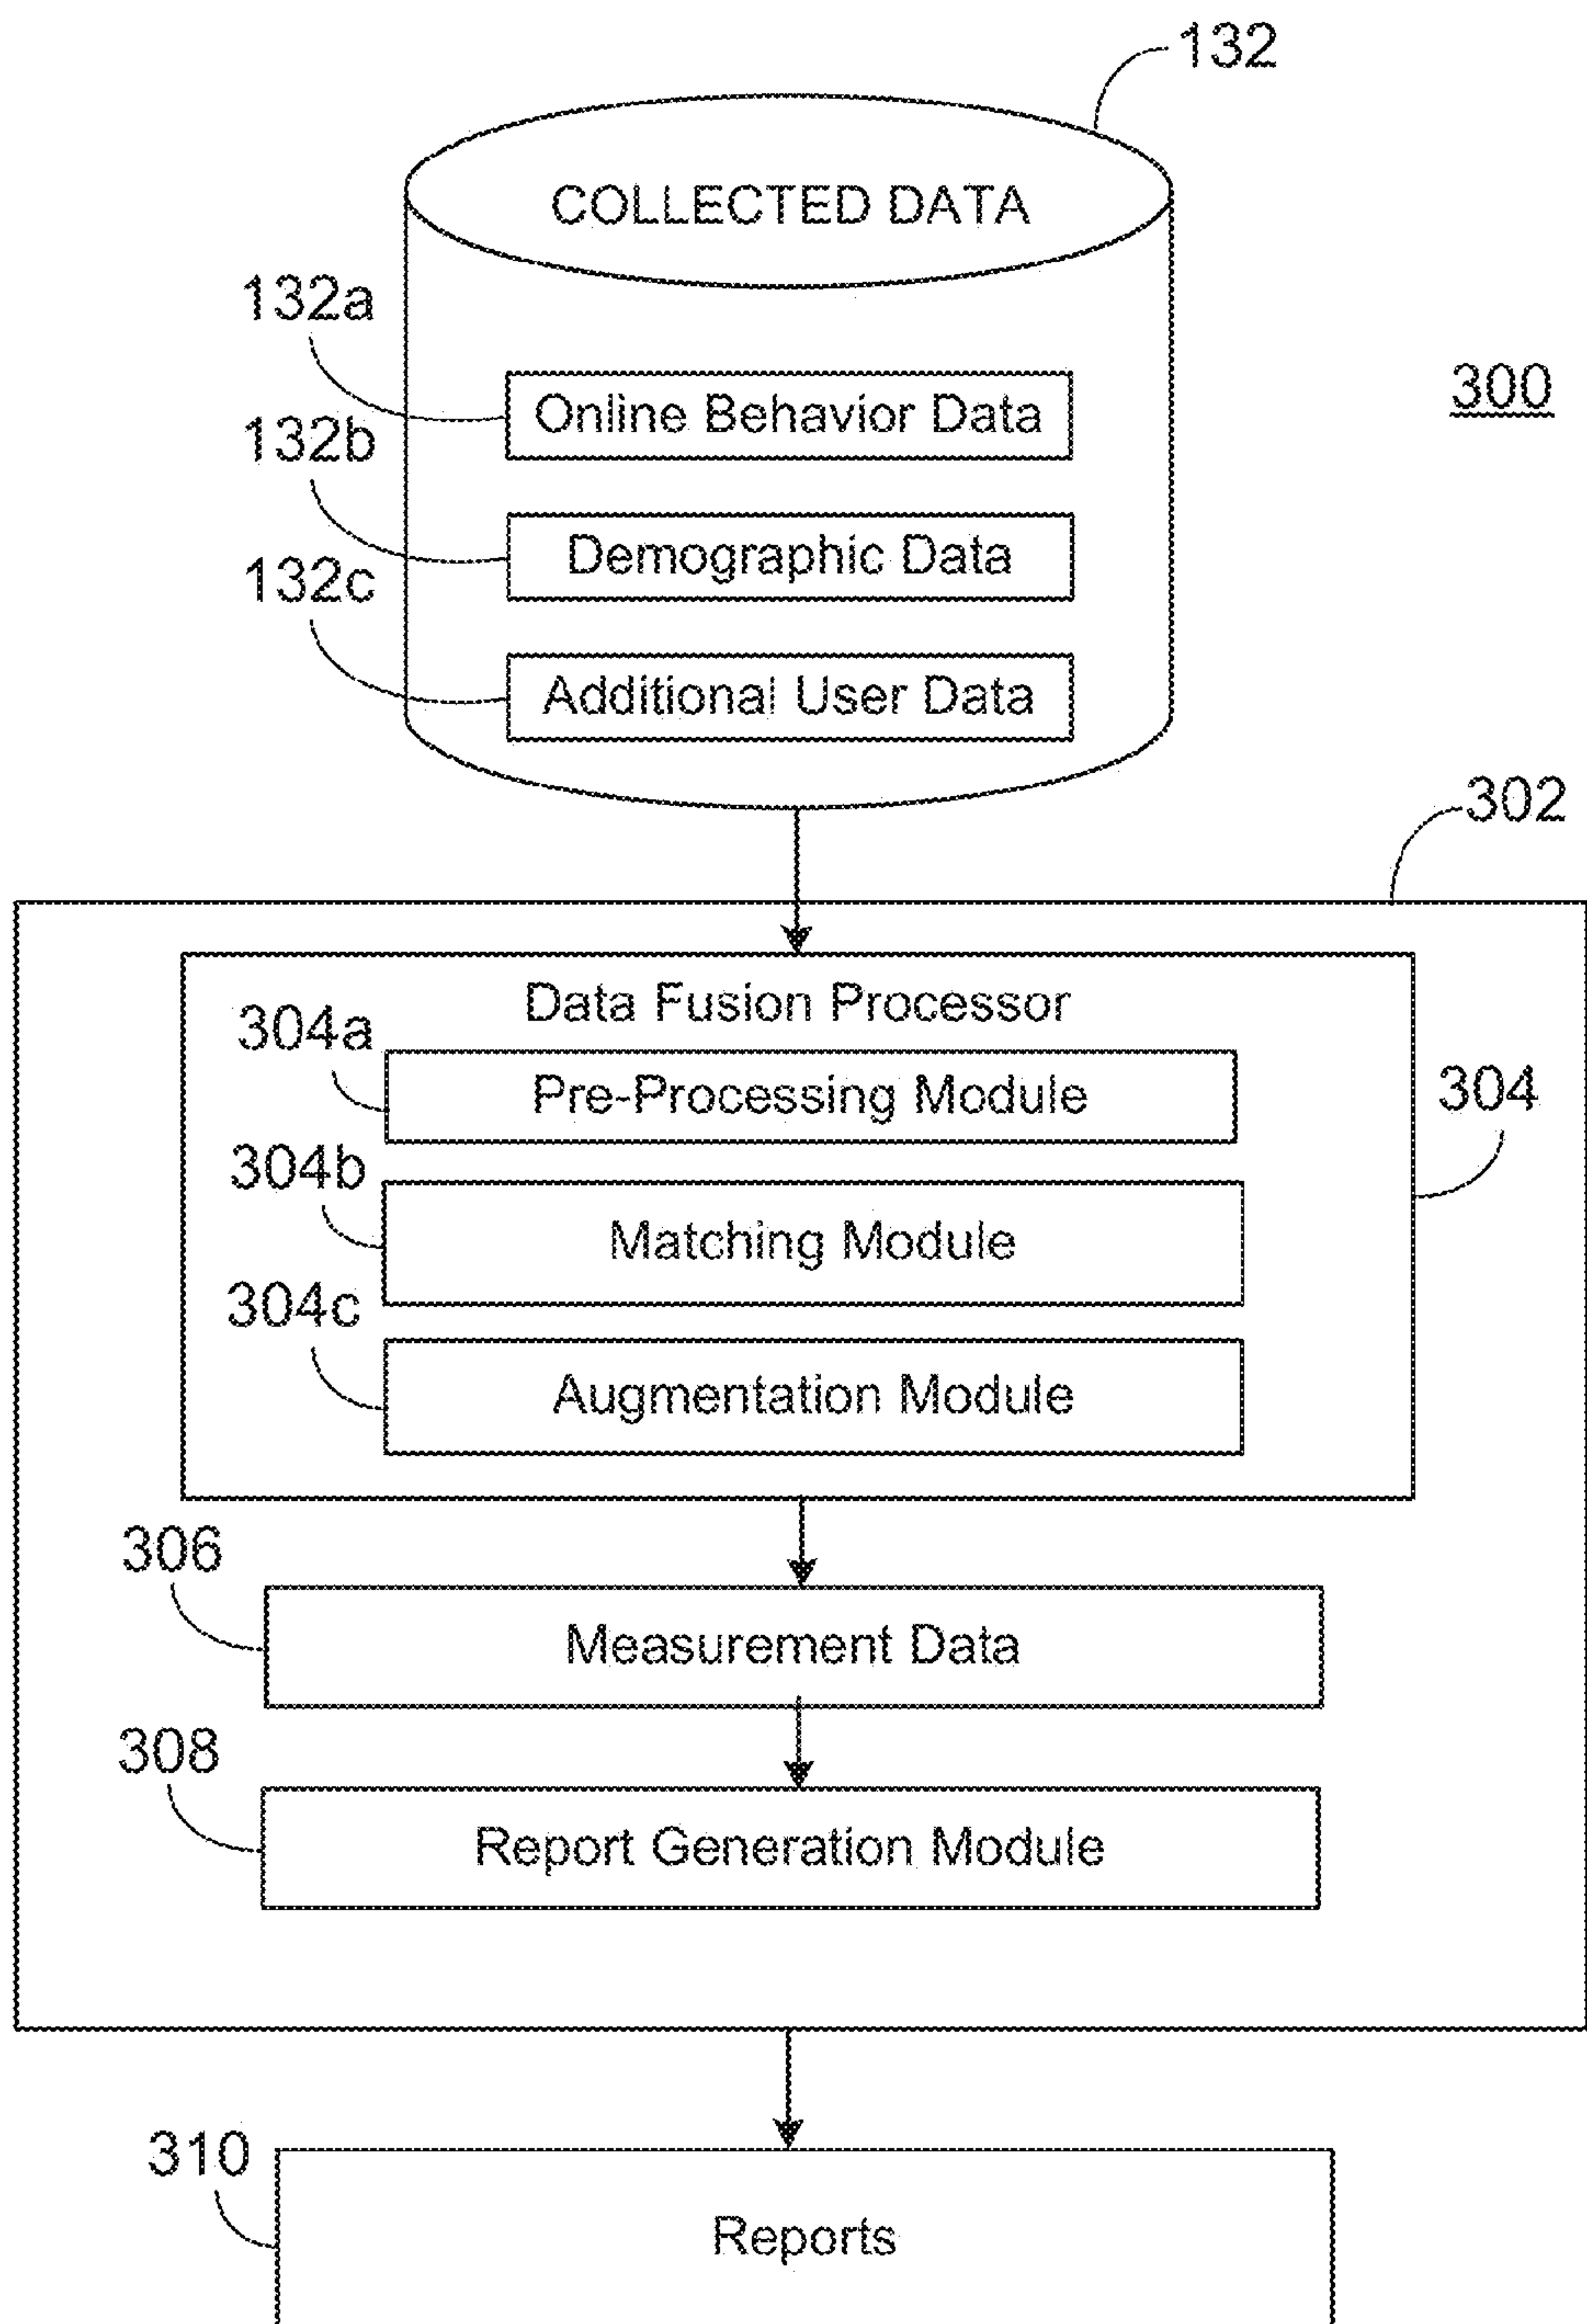 132
COLLECTED DATA
132a
Online Behavior Data
300
132b
Demographic Data
132c
Additional User Data
302
Data Fusion Processor
304a
Pre-Processing Module
304
304b
Matching Module
304c
Augmentation Module
306
Measurement Data
308
Report Generation Module
310
Reports